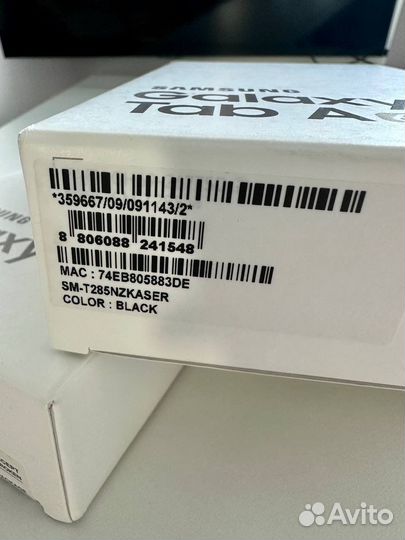 SAMSUNG
Galaxy
Tab A
*359667/09/091143/2*
8 806088 241548
MAC : 74EB805883DE
SM-T285NZKASER
COLOR : BLACK
Avito